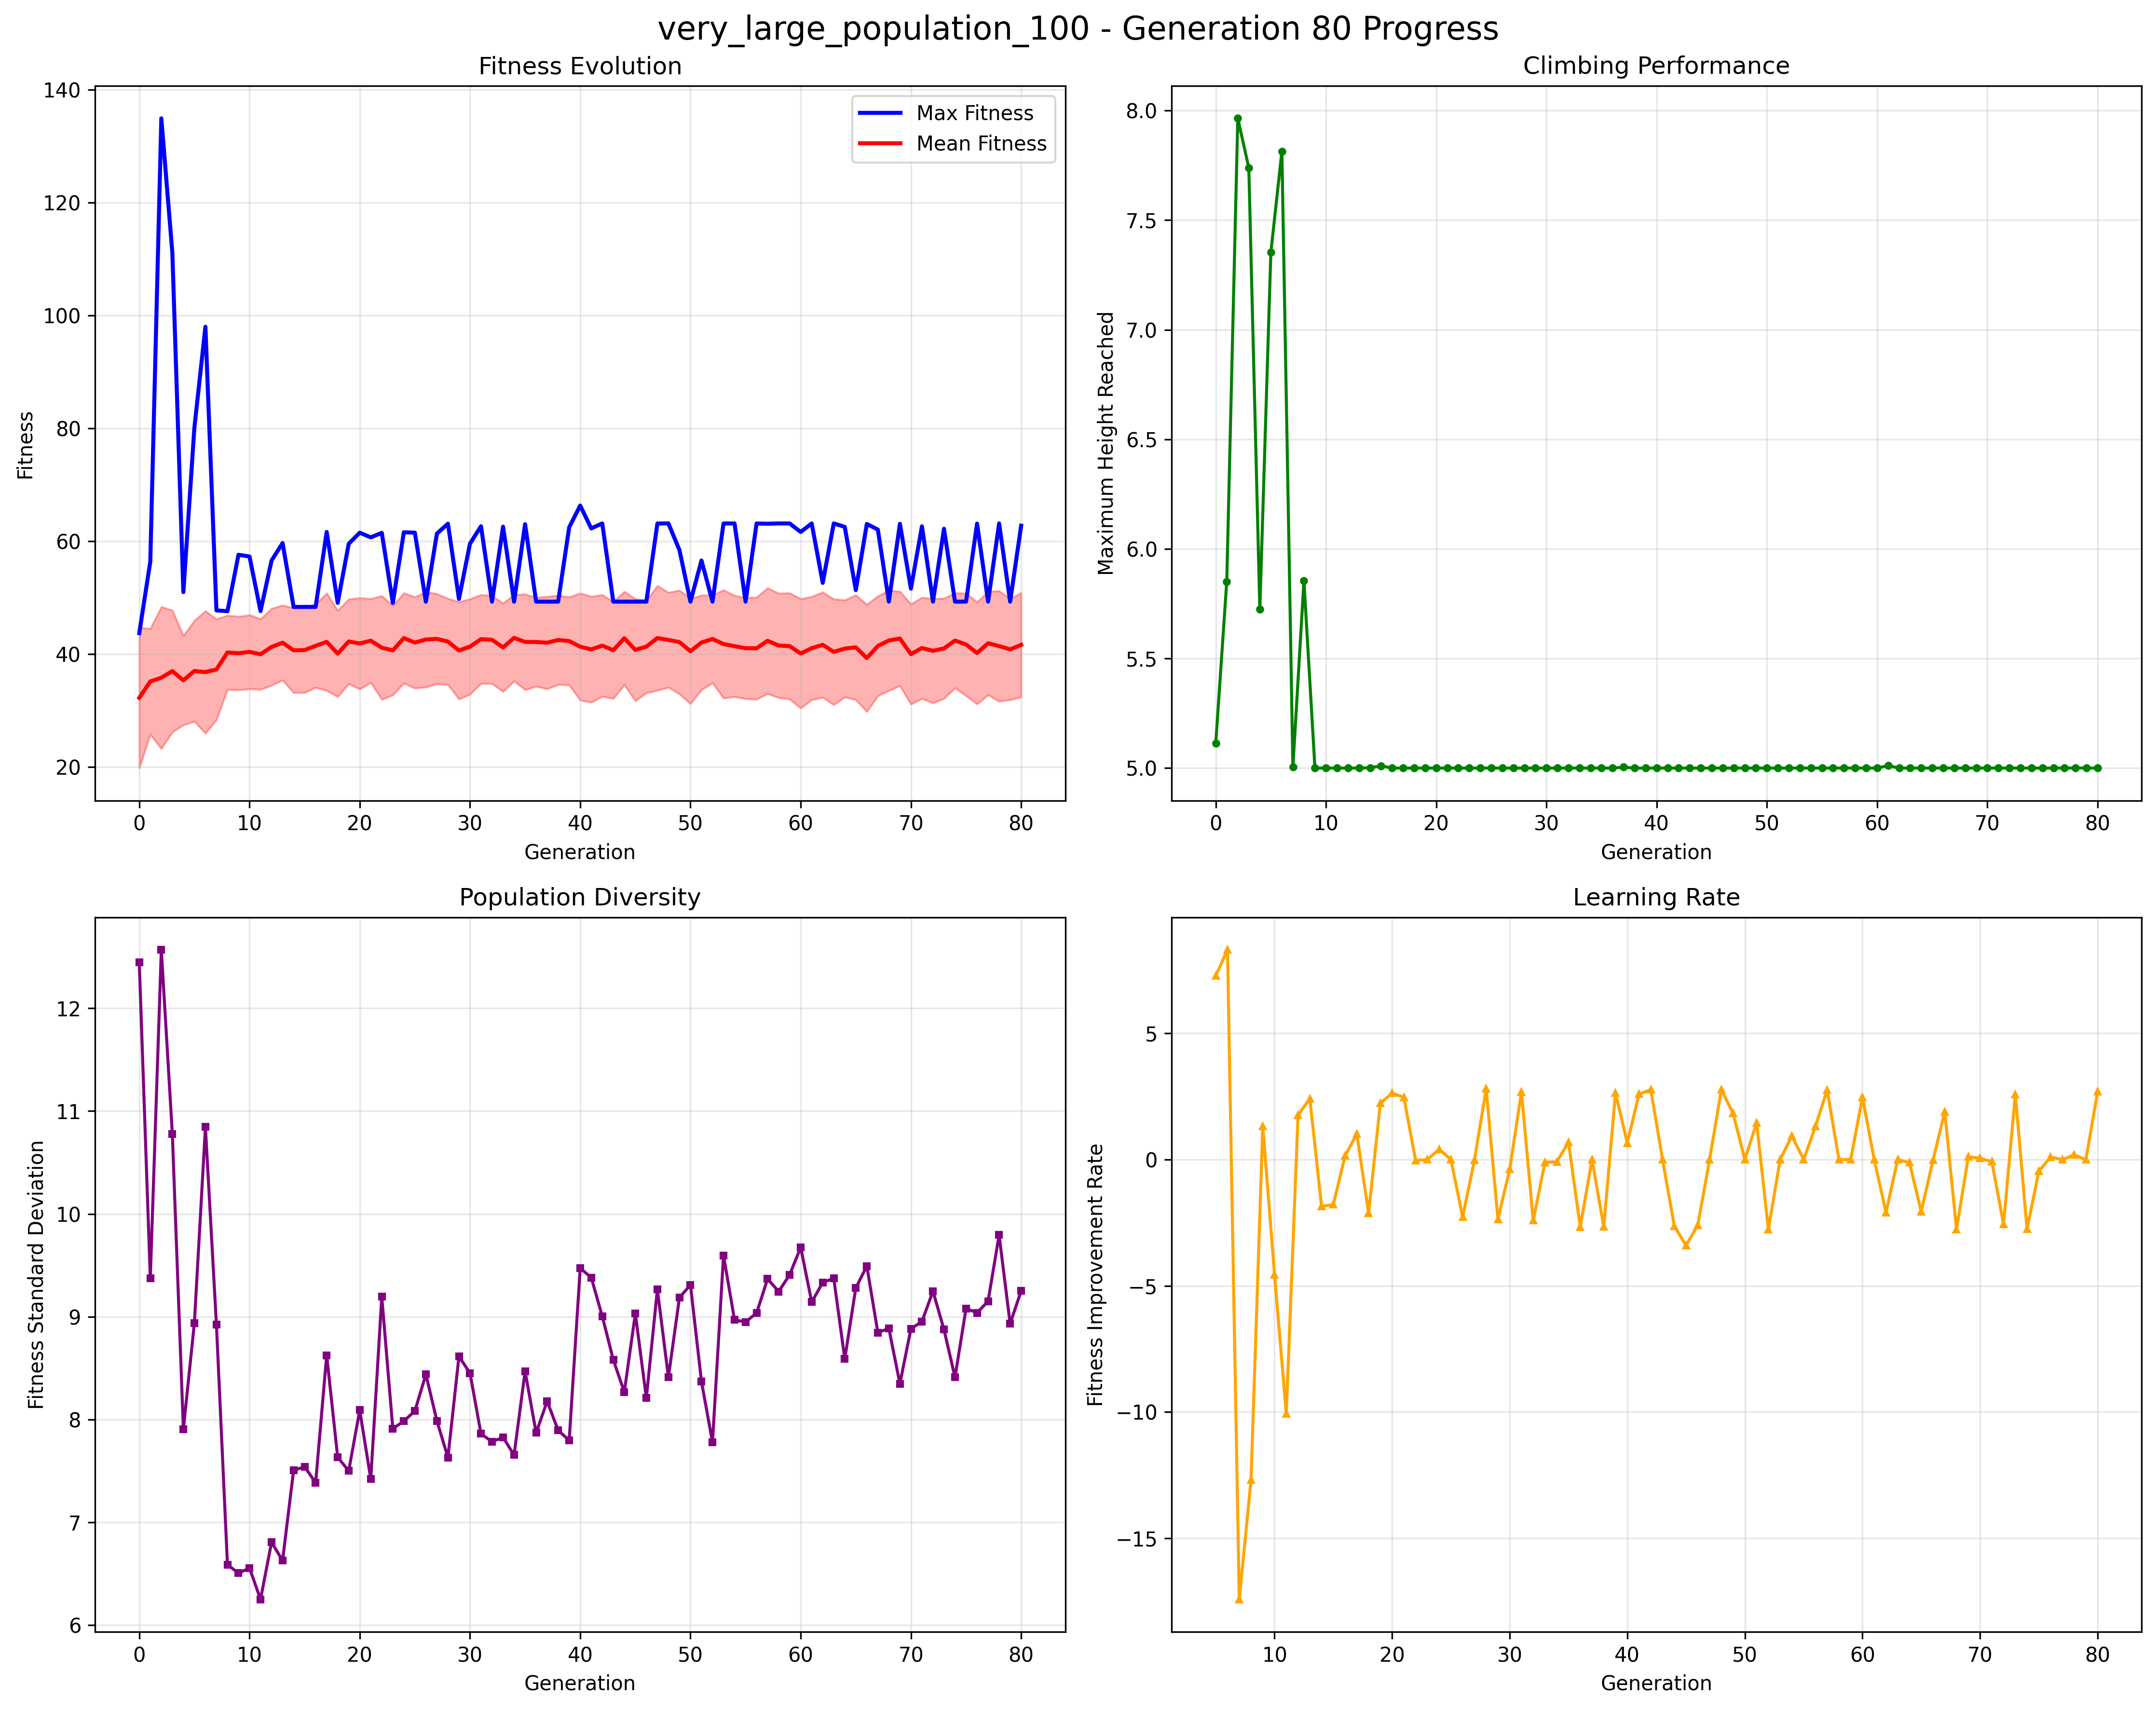 very_large_population_100 - Generation 80 Progress
Fitness Evolution
140
120
100
80
60
40
20
Fitness
Max Fitness
Mean Fitness
0 10 20 30 40 50 60 70 80
Generation
Climbing Performance
8.0
7.5
7.0
6.5
6.0
5.5
5.0
Maximum Height Reached
0 10 20 30 40 50 60 70 80
Generation
Population Diversity
12
11
10
9
8
7
6
Fitness Standard Deviation
0 10 20 30 40 50 60 70 80
Generation
Learning Rate
5
0
−5
−10
−15
Fitness Improvement Rate
10 20 30 40 50 60 70 80
Generation